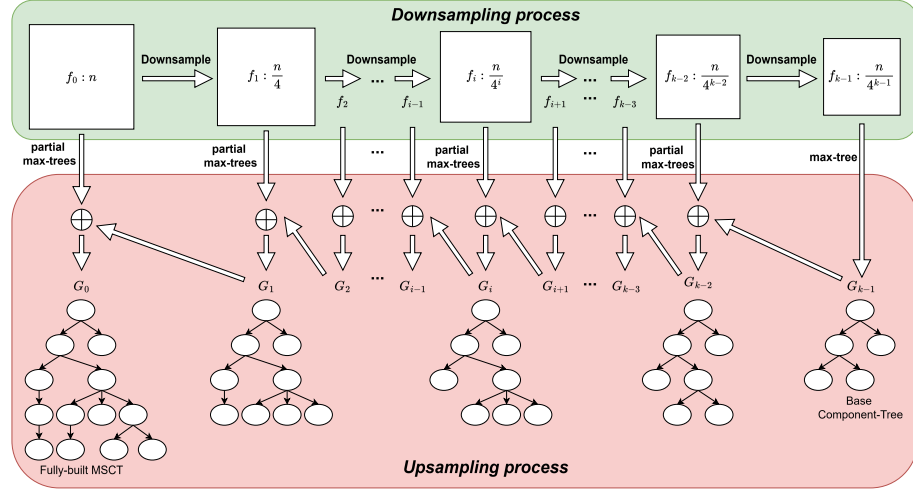 Downsampling process
Downsample Downsample Downsample Downsample
f₀ : n
f₁ : n/4
...
fᵢ : n/4ⁱ
...
fₖ₋₂ : n/4ᵏ⁻²
fₖ₋₁ : n/4ᵏ⁻¹
f₂ fᵢ₋₁ fᵢ₊₁ ... fₖ₋₃
partial
max-trees
partial
max-trees
...
partial
max-trees
...
partial
max-trees
max-tree
... ...
G₀ G₁ G₂ ... Gᵢ₋₁ Gᵢ Gᵢ₊₁ ... Gₖ₋₃ Gₖ₋₂ Gₖ₋₁
Base
Component-Tree
Fully-built MSCT
Upsampling process